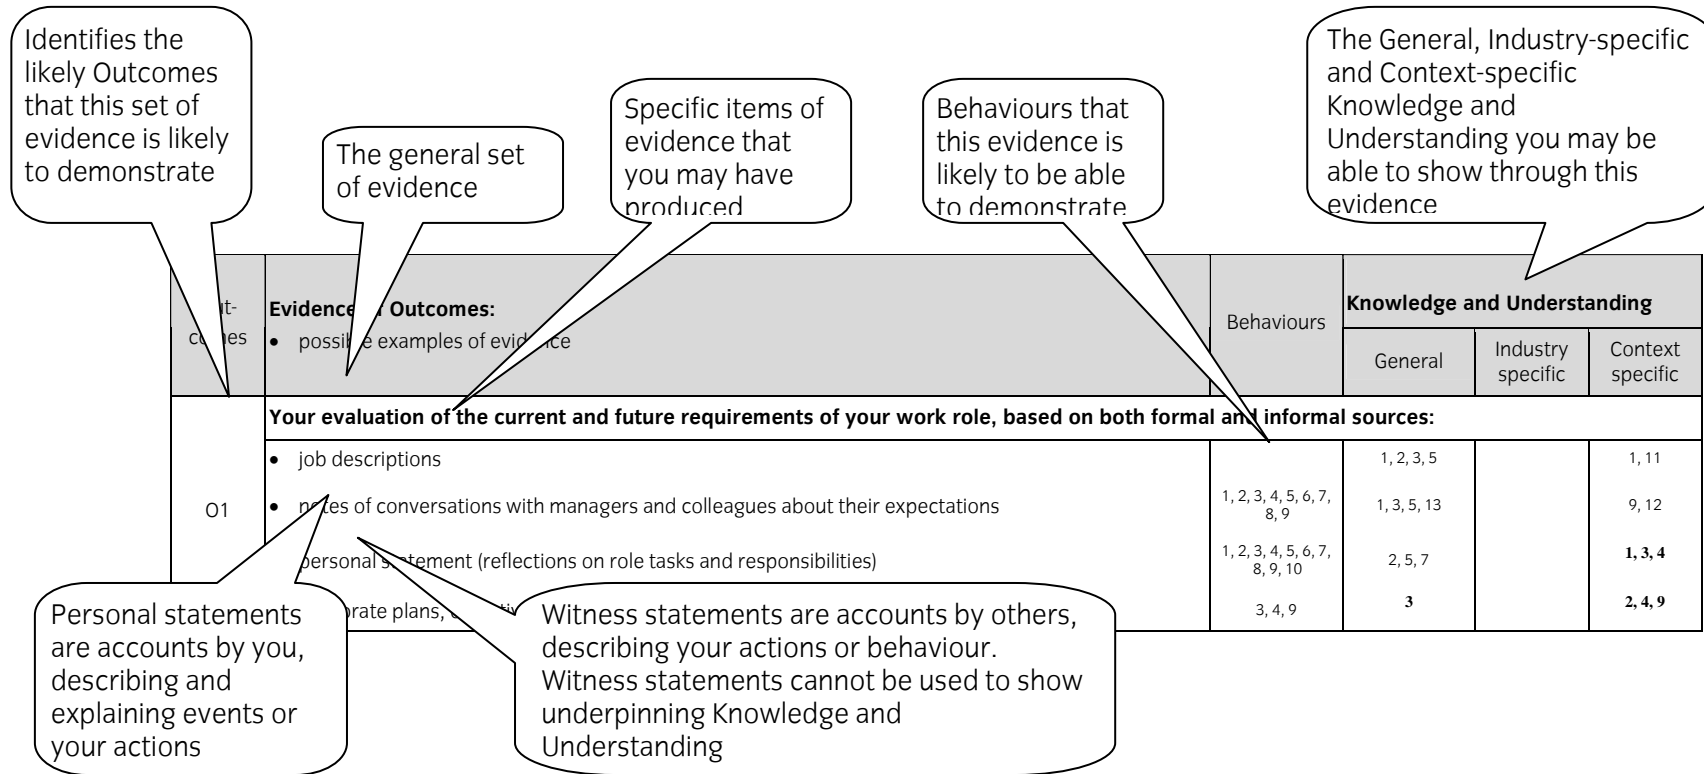 Identifies the
likely Outcomes
that this set of
evidence is likely
to demonstrate
The general set
of evidence
Specific items of
evidence that
you may have
produced
Behaviours that
this evidence is
likely to be able
to demonstrate
The General, Industry-specific
and Context-specific
Knowledge and
Understanding you may be
able to show through this
evidence
comes
Evidence Outcomes:
• possible examples of evidence
Behaviours
Knowledge and Understanding
General
Industry
specific
Context
specific
Your evaluation of the current and future requirements of your work role, based on both formal and informal sources:
O1
• job descriptions
1, 2, 3, 5
1, 11
• notes of conversations with managers and colleagues about their expectations
1, 2, 3, 4, 5, 6, 7,
8, 9
1, 3, 5, 13
9, 12
personal statement (reflections on role tasks and responsibilities)
1, 2, 3, 4, 5, 6, 7,
8, 9, 10
2, 5, 7
1, 3, 4
plans,
3, 4, 9
3
2, 4, 9
Personal statements
are accounts by you,
describing and
explaining events or
your actions
Witness statements are accounts by others,
describing your actions or behaviour.
Witness statements cannot be used to show
underpinning Knowledge and
Understanding